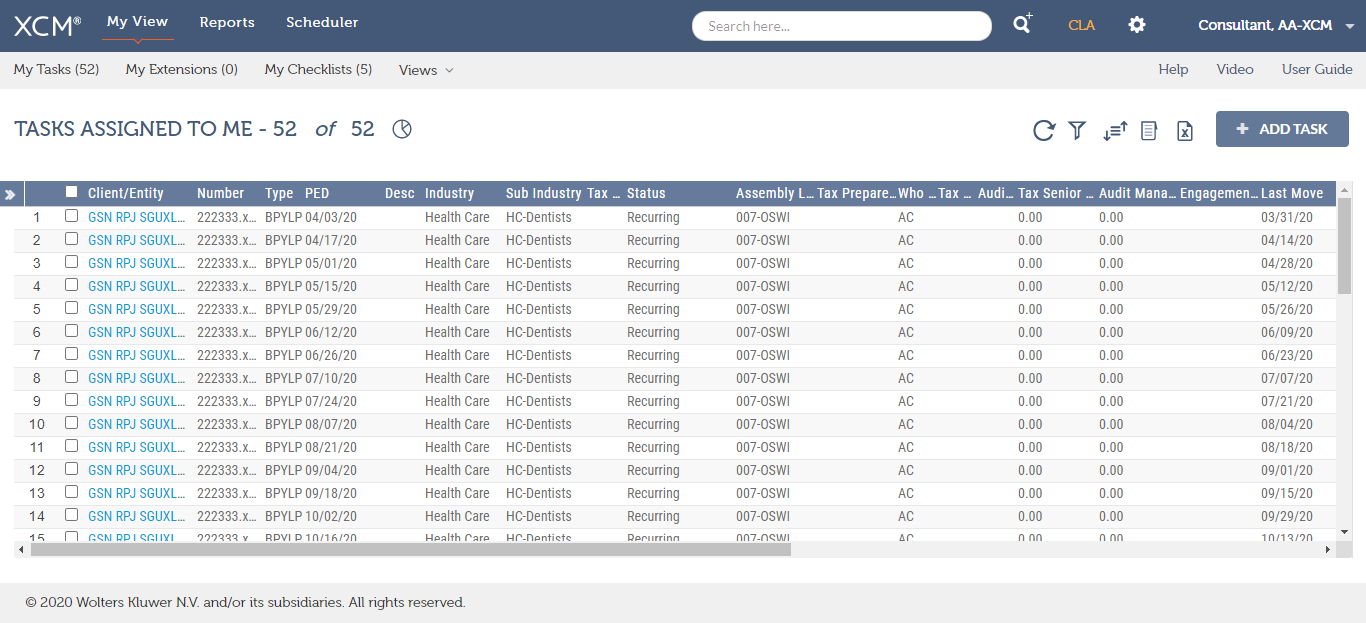 XCM® My View Reports Scheduler Search here... CLA Consultant, AA-XCM
My Tasks (52) My Extensions (0) My Checklists (5) Views Help Video User Guide
TASKS ASSIGNED TO ME - 52 of 52 + ADD TASK
Client/Entity Number Type PED Desc Industry Sub Industry Tax ... Status Assembly L... Tax Prepare... Who ... Tax ... Audi... Tax Senior ... Audit Mana... Engagemen... Last Move
1 GSN RPJ SGUXL... 222333.x... BPYLP 04/03/20 Health Care HC-Dentists Recurring 007-OSWI AC 0.00 0.00 03/31/20
2 GSN RPJ SGUXL... 222333.x... BPYLP 04/17/20 Health Care HC-Dentists Recurring 007-OSWI AC 0.00 0.00 04/14/20
3 GSN RPJ SGUXL... 222333.x... BPYLP 05/01/20 Health Care HC-Dentists Recurring 007-OSWI AC 0.00 0.00 04/28/20
4 GSN RPJ SGUXL... 222333.x... BPYLP 05/15/20 Health Care HC-Dentists Recurring 007-OSWI AC 0.00 0.00 05/12/20
5 GSN RPJ SGUXL... 222333.x... BPYLP 05/29/20 Health Care HC-Dentists Recurring 007-OSWI AC 0.00 0.00 05/26/20
6 GSN RPJ SGUXL... 222333.x... BPYLP 06/12/20 Health Care HC-Dentists Recurring 007-OSWI AC 0.00 0.00 06/09/20
7 GSN RPJ SGUXL... 222333.x... BPYLP 06/26/20 Health Care HC-Dentists Recurring 007-OSWI AC 0.00 0.00 06/23/20
8 GSN RPJ SGUXL... 222333.x... BPYLP 07/10/20 Health Care HC-Dentists Recurring 007-OSWI AC 0.00 0.00 07/07/20
9 GSN RPJ SGUXL... 222333.x... BPYLP 07/24/20 Health Care HC-Dentists Recurring 007-OSWI AC 0.00 0.00 07/21/20
10 GSN RPJ SGUXL... 222333.x... BPYLP 08/07/20 Health Care HC-Dentists Recurring 007-OSWI AC 0.00 0.00 08/04/20
11 GSN RPJ SGUXL... 222333.x... BPYLP 08/21/20 Health Care HC-Dentists Recurring 007-OSWI AC 0.00 0.00 08/18/20
12 GSN RPJ SGUXL... 222333.x... BPYLP 09/04/20 Health Care HC-Dentists Recurring 007-OSWI AC 0.00 0.00 09/01/20
13 GSN RPJ SGUXL... 222333.x... BPYLP 09/18/20 Health Care HC-Dentists Recurring 007-OSWI AC 0.00 0.00 09/15/20
14 GSN RPJ SGUXL... 222333.x... BPYLP 10/02/20 Health Care HC-Dentists Recurring 007-OSWI AC 0.00 0.00 09/29/20
15 GSN RPJ SGUXL... 222333.x... BPYLP 10/16/20 Health Care HC-Dentists Recurring 007-OSWI AC 0.00 0.00 10/13/20
© 2020 Wolters Kluwer N.V. and/or its subsidiaries. All rights reserved.